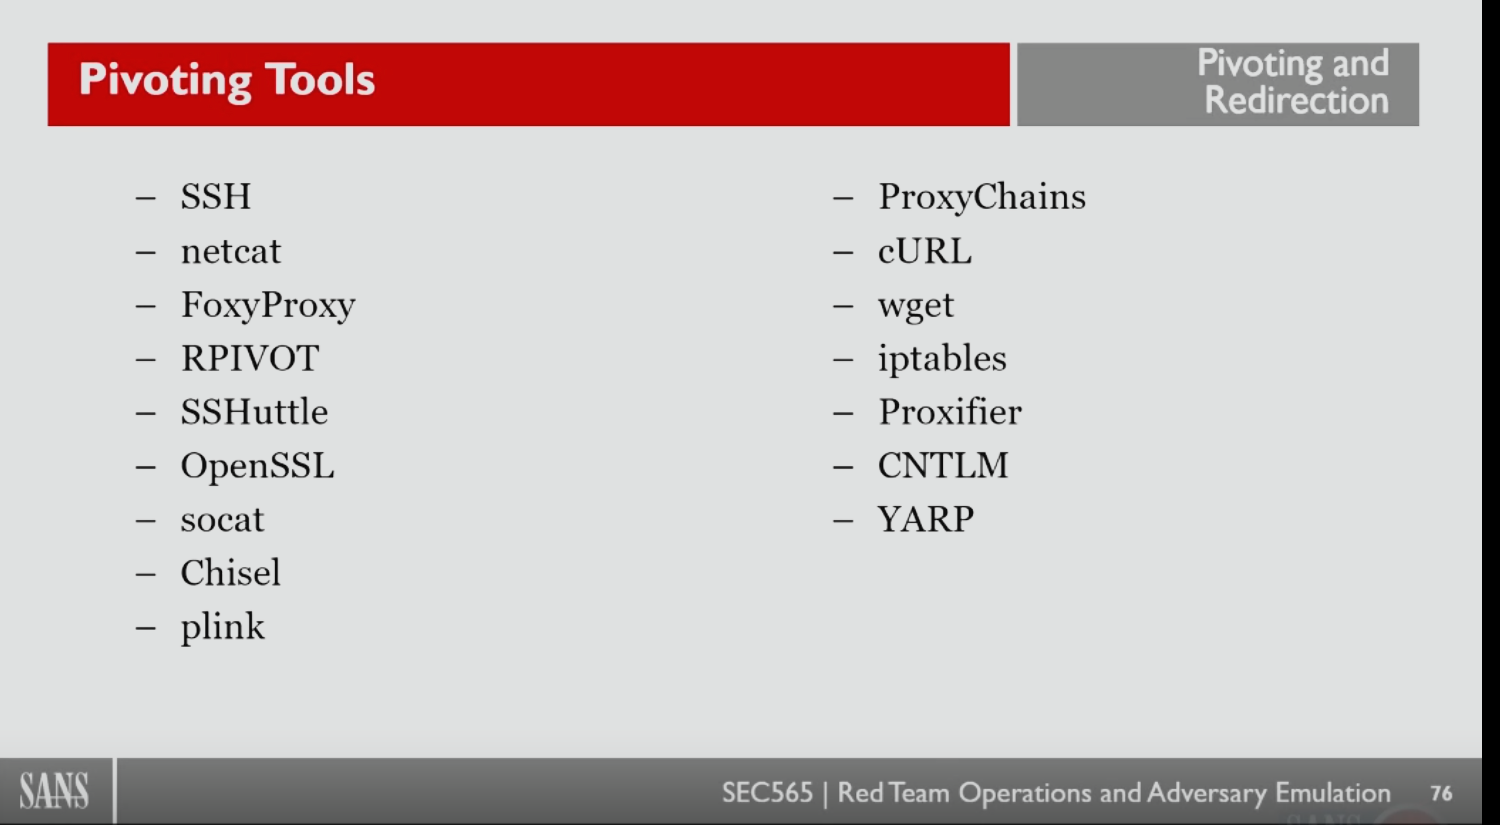 Pivoting Tools
Pivoting and
Redirection
– SSH
– netcat
– FoxyProxy
– RPIVOT
– SSHuttle
– OpenSSL
– socat
– Chisel
– plink
– ProxyChains
– cURL
– wget
– iptables
– Proxifier
– CNTLM
– YARP
SANS
SEC565 | Red Team Operations and Adversary Emulation 76
SANS